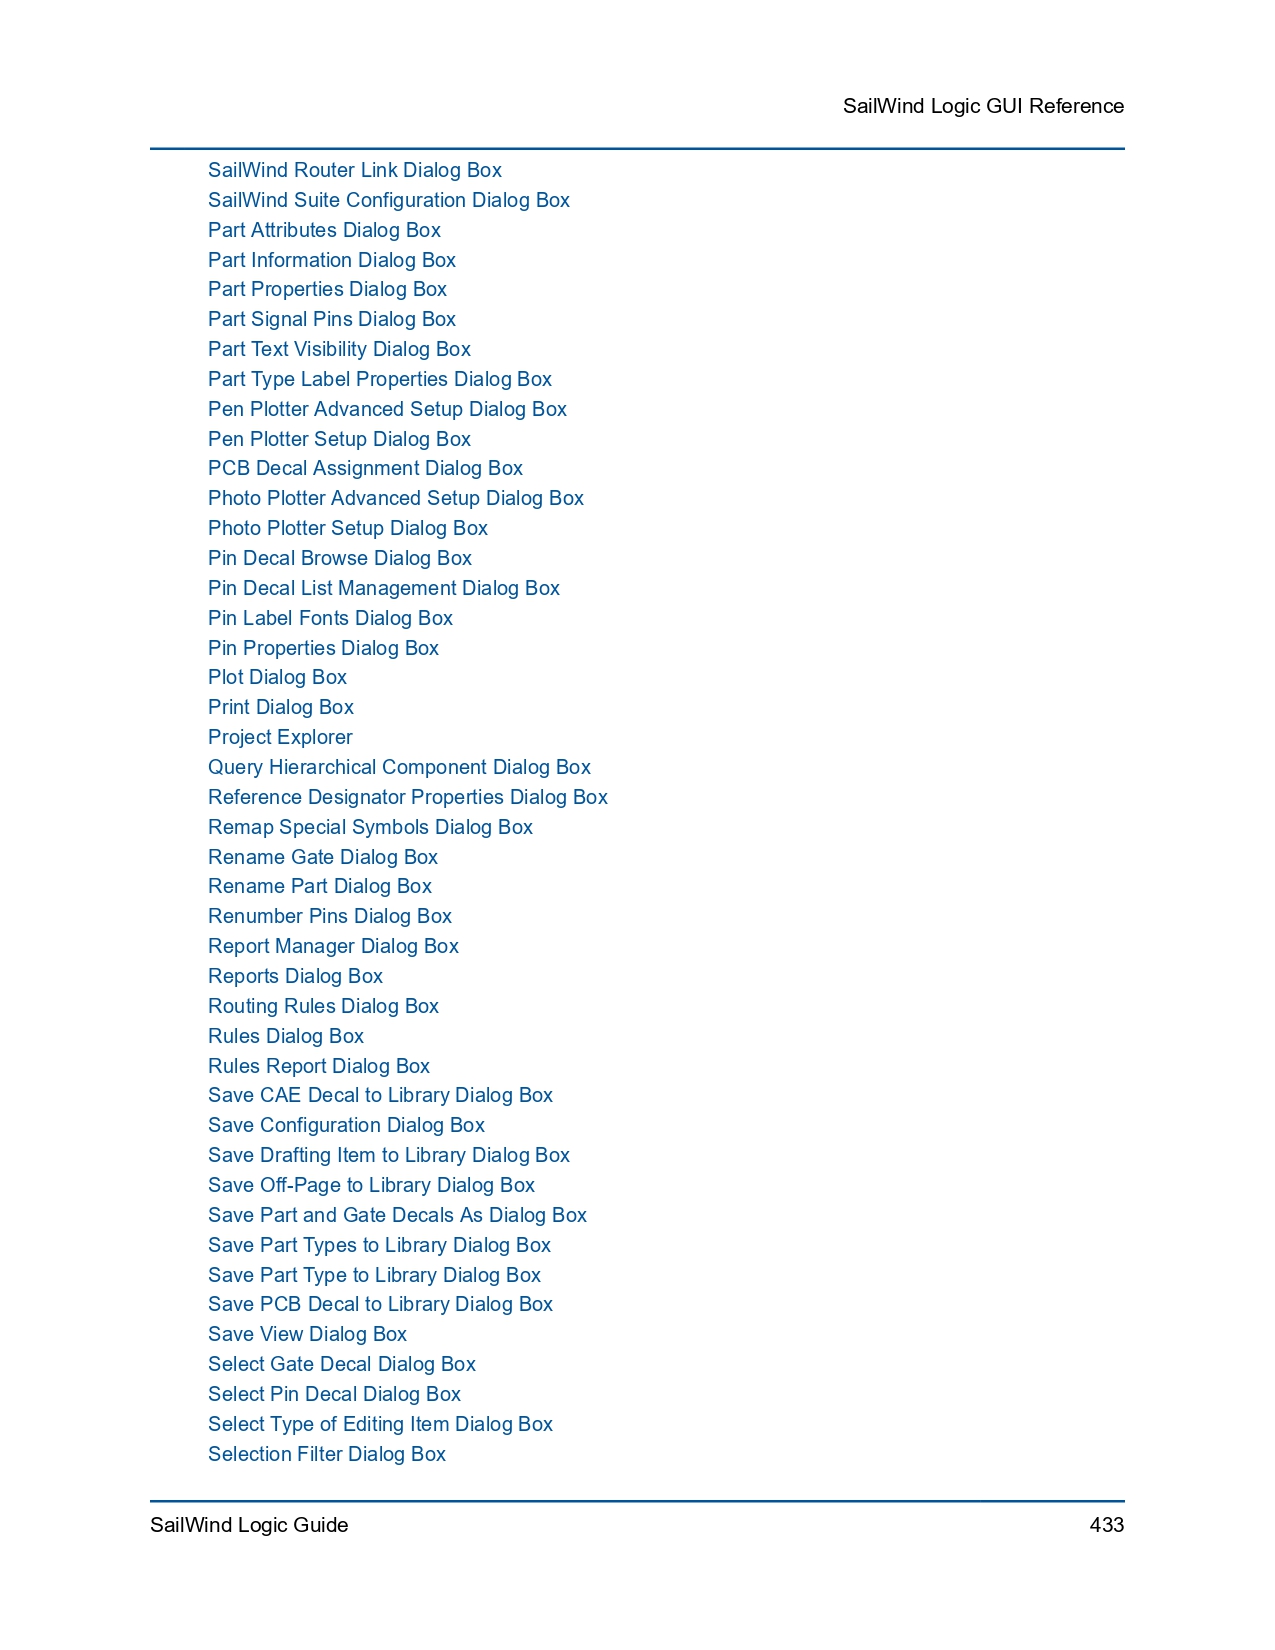 SailWind Logic GUI Reference
SailWind Router Link Dialog Box
SailWind Suite Configuration Dialog Box
Part Attributes Dialog Box
Part Information Dialog Box
Part Properties Dialog Box
Part Signal Pins Dialog Box
Part Text Visibility Dialog Box
Part Type Label Properties Dialog Box
Pen Plotter Advanced Setup Dialog Box
Pen Plotter Setup Dialog Box
PCB Decal Assignment Dialog Box
Photo Plotter Advanced Setup Dialog Box
Photo Plotter Setup Dialog Box
Pin Decal Browse Dialog Box
Pin Decal List Management Dialog Box
Pin Label Fonts Dialog Box
Pin Properties Dialog Box
Plot Dialog Box
Print Dialog Box
Project Explorer
Query Hierarchical Component Dialog Box
Reference Designator Properties Dialog Box
Remap Special Symbols Dialog Box
Rename Gate Dialog Box
Rename Part Dialog Box
Renumber Pins Dialog Box
Report Manager Dialog Box
Reports Dialog Box
Routing Rules Dialog Box
Rules Dialog Box
Rules Report Dialog Box
Save CAE Decal to Library Dialog Box
Save Configuration Dialog Box
Save Drafting Item to Library Dialog Box
Save Off-Page to Library Dialog Box
Save Part and Gate Decals As Dialog Box
Save Part Types to Library Dialog Box
Save Part Type to Library Dialog Box
Save PCB Decal to Library Dialog Box
Save View Dialog Box
Select Gate Decal Dialog Box
Select Pin Decal Dialog Box
Select Type of Editing Item Dialog Box
Selection Filter Dialog Box
SailWind Logic Guide 433